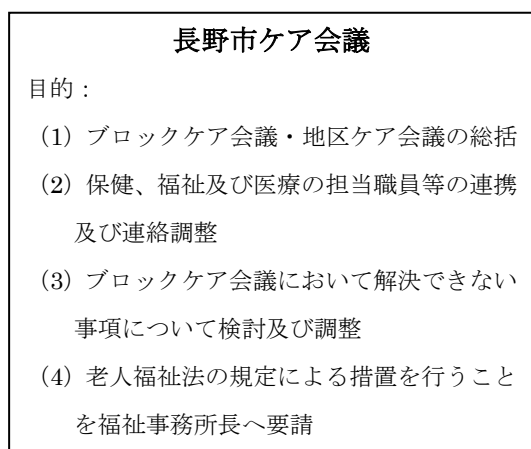 長野市ケア会議
目的：
（1）ブロックケア会議・地区ケア会議の総括
（2）保健、福祉及び医療の担当職員等の連携
及び連絡調整
（3）ブロックケア会議において解決できない
事項について検討及び調整
（4）老人福祉法の規定による措置を行うこと
を福祉事務所長へ要請